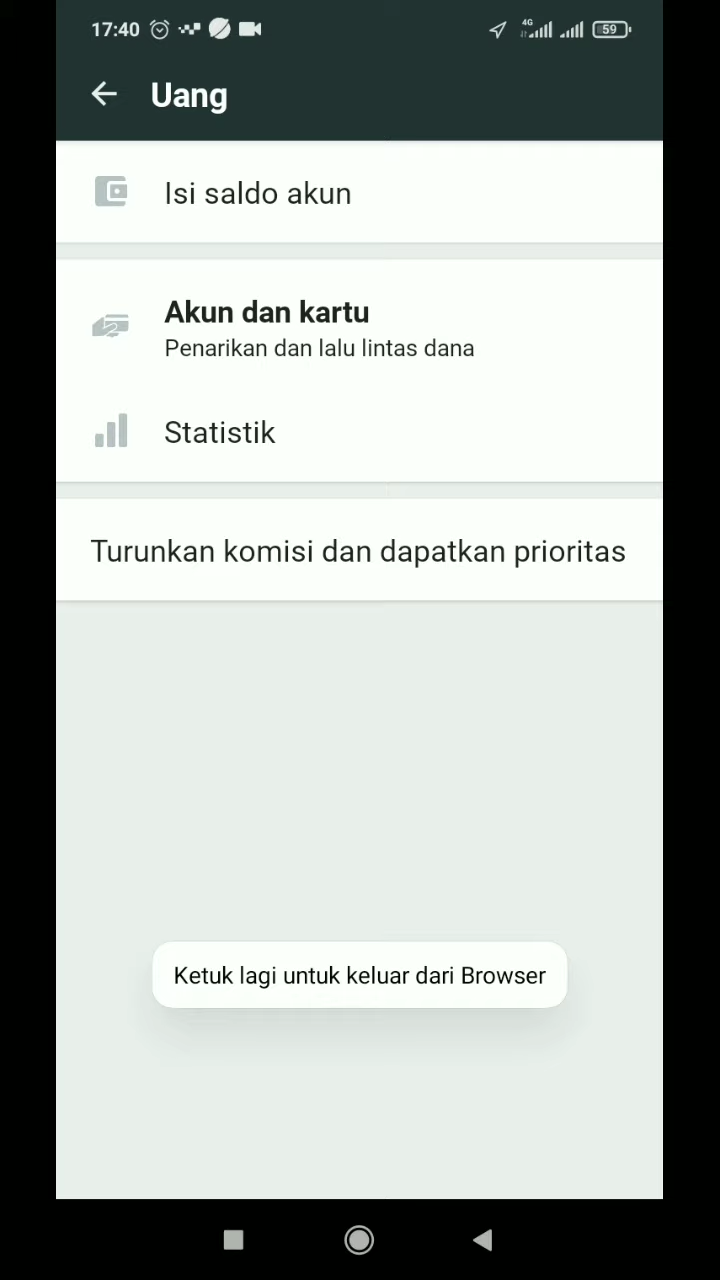 17:40
4G
59
Uang
Isi saldo akun
Akun dan kartu
Penarikan dan lalu lintas dana
Statistik
Turunkan komisi dan dapatkan prioritas
Ketuk lagi untuk keluar dari Browser